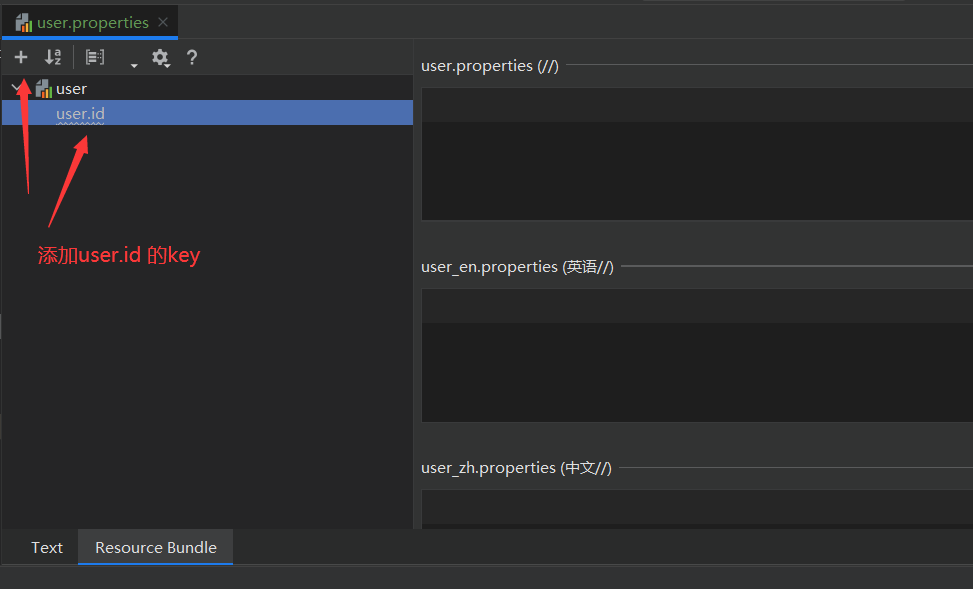 user.properties
?
user
user.id
添加user.id 的key
user.properties (//)
user_en.properties (英语//)
user_zh.properties (中文//)
Text
Resource Bundle